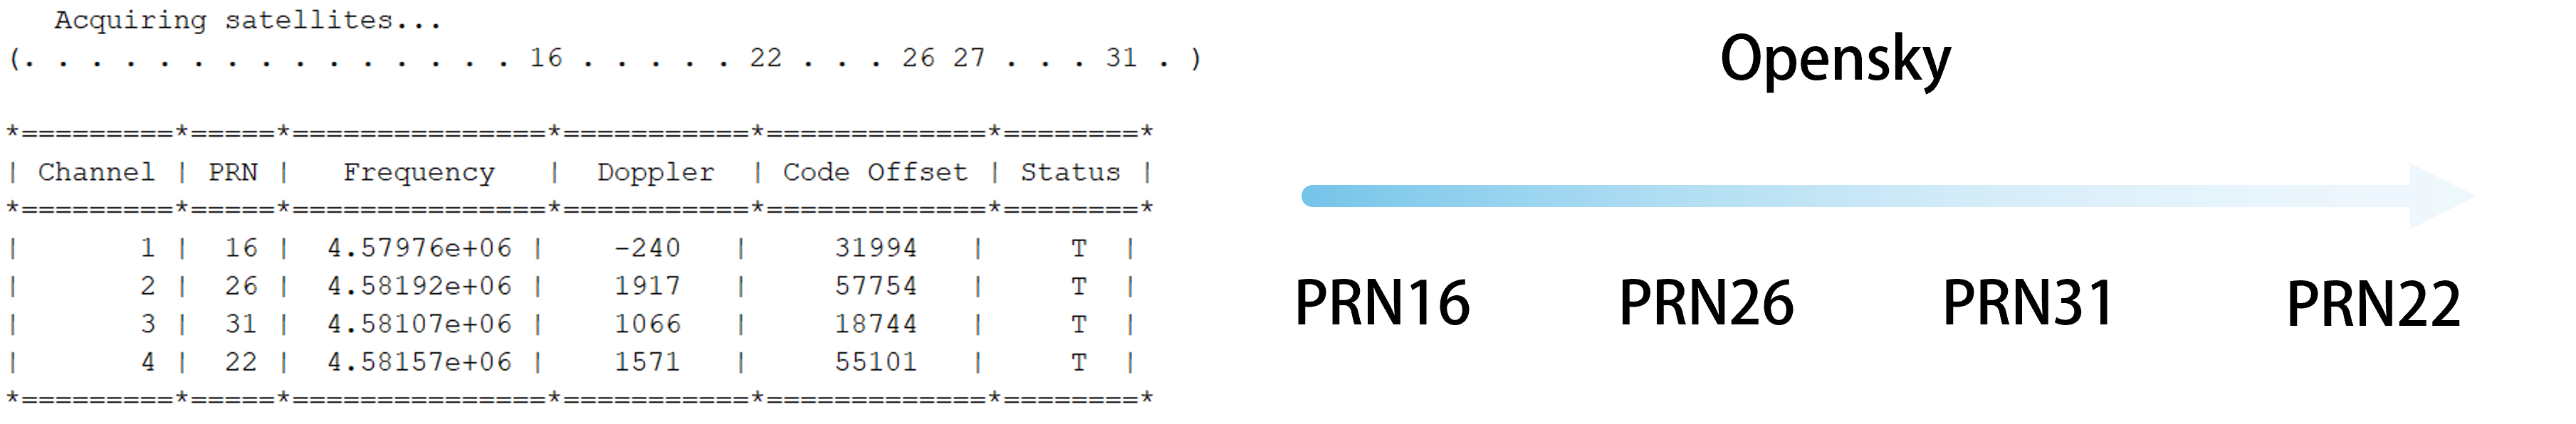 Acquiring satellites...
(. . . . . . . . . . . . . . . 16 . . . . . 22 . . . 26 27 . . . 31 . )
*=========*=====*===============*===========*=============*========*
| Channel | PRN |   Frequency   |  Doppler  | Code Offset | Status |
*=========*=====*===============*===========*=============*========*
|       1 |  16 |  4.57976e+06 |   -240   |     31994   |     T  |
|       2 |  26 |  4.58192e+06 |   1917   |     57754   |     T  |
|       3 |  31 |  4.58107e+06 |   1066   |     18744   |     T  |
|       4 |  22 |  4.58157e+06 |   1571   |     55101   |     T  |
*=========*=====*===============*===========*=============*========*
Opensky
PRN16 PRN26 PRN31 PRN22